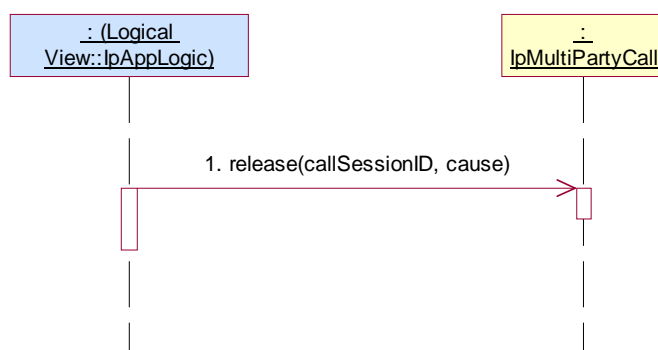 : (Logical
View::IpAppLogic)
:
IpMultiPartyCall
1. release(callSessionID, cause)